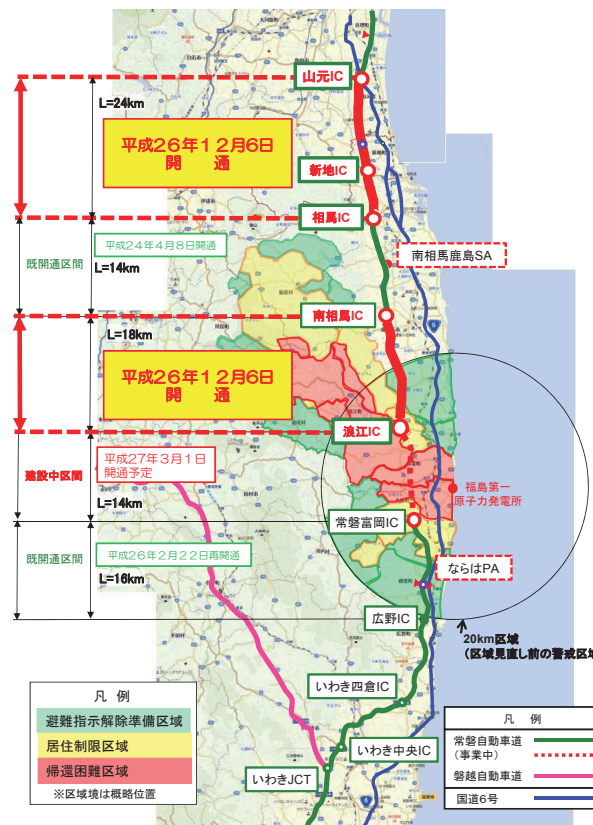 山元IC
L=24km
平成26年12月6日
開　通
新地IC
相馬IC
平成24年4月8日開通
既開通区間
L=14km
南相馬鹿島SA
南相馬IC
L=18km
平成26年12月6日
開　通
浪江IC
平成27年3月1日
開通予定
建設中区間
L=14km
福島第一
原子力発電所
常磐富岡IC
平成26年2月22日再開通
既開通区間
L=16km
ならはPA
広野IC
20km区域
(区域見直し前の警戒区域
いわき四倉IC
いわき中央IC
いわきJCT
凡 例
避難指示解除準備区域
居住制限区域
帰還困難区域
※区域境は概略位置
凡 例
常磐自動車道
(事業中)
磐越自動車道
国道6号